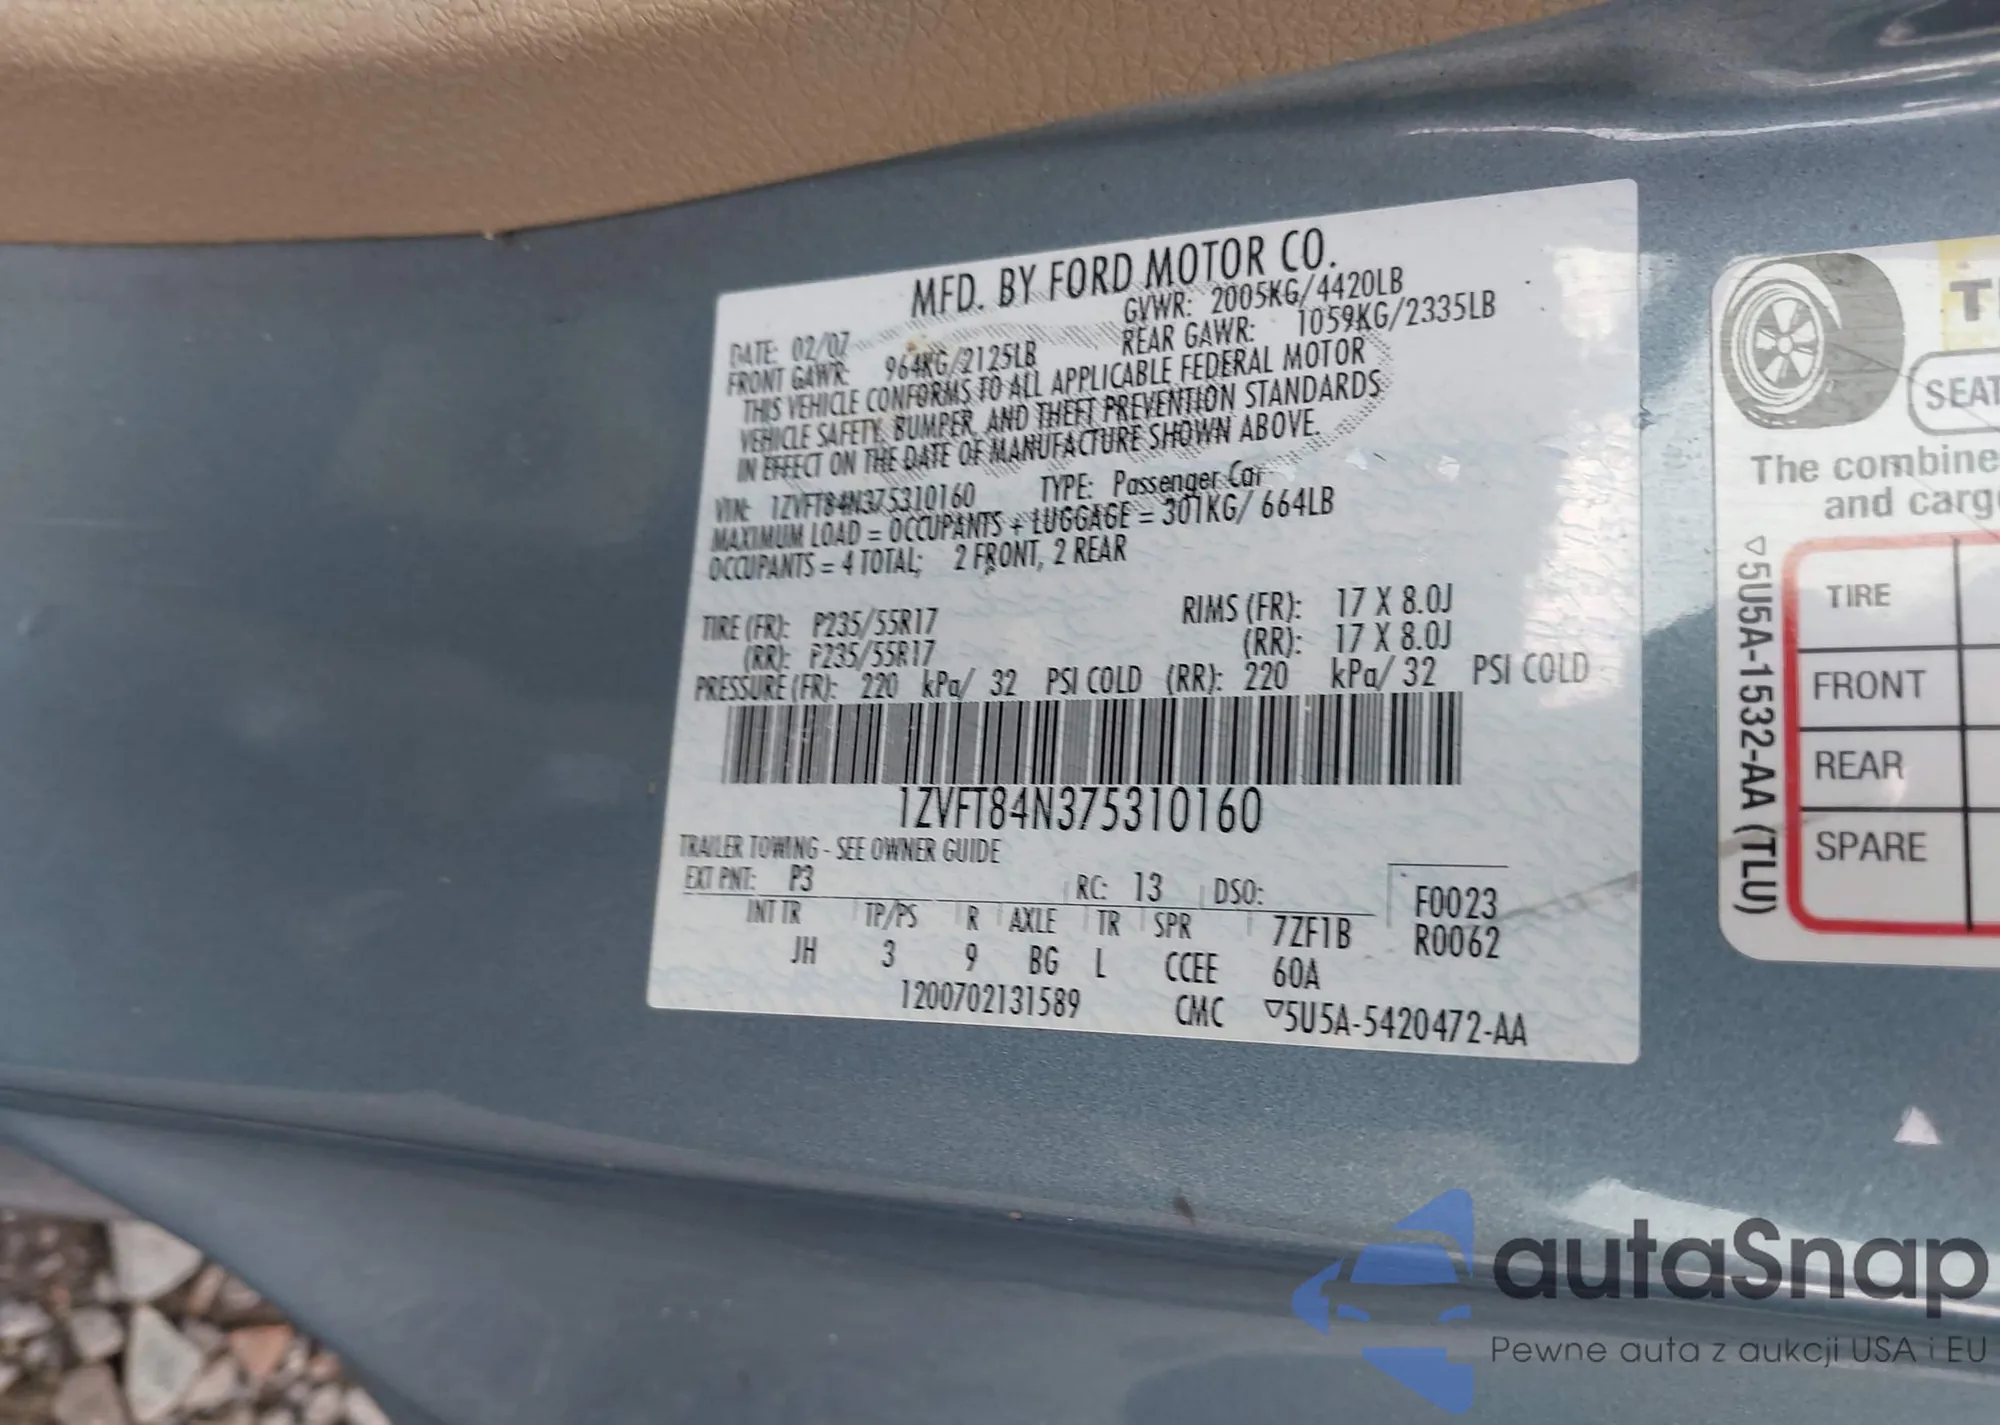 MFD. BY FORD MOTOR CO.
DATE: 02/07 GVWR: 2005KG/4420LB
FRONT GAWR: 964KG/2125LB REAR GAWR: 1059KG/2335LB
THIS VEHICLE CONFORMS TO ALL APPLICABLE FEDERAL MOTOR
VEHICLE SAFETY, BUMPER, AND THEFT PREVENTION STANDARDS
IN EFFECT ON THE DATE OF MANUFACTURE SHOWN ABOVE.
VIN: 1ZVFT84N375310160 TYPE: Passenger Car
MAXIMUM LOAD = OCCUPANTS + LUGGAGE = 301KG/ 664LB
OCCUPANTS = 4 TOTAL; 2 FRONT, 2 REAR
TIRE (FR): P235/55R17 RIMS (FR): 17 X 8.0J
(RR): P235/55R17 (RR): 17 X 8.0J
PRESSURE (FR): 220 kPa/ 32 PSI COLD (RR): 220 kPa/ 32 PSI COLD
1ZVFT84N375310160
TRAILER TOWING - SEE OWNER GUIDE
EXT PNT: P3 RC: 13 DSO: F0023
INT TR TP/PS R AXLE TR SPR 7ZF1B R0062
JH 3 9 BG L CCEE 60A
1200702131589 CMC ▽5U5A-5420472-AA
SEAT
The combine
and carg
▽5U5A-1532-AA (TLU)
TIRE
FRONT
REAR
SPARE
autaSnap
Pewne auta z aukcji USA i EU